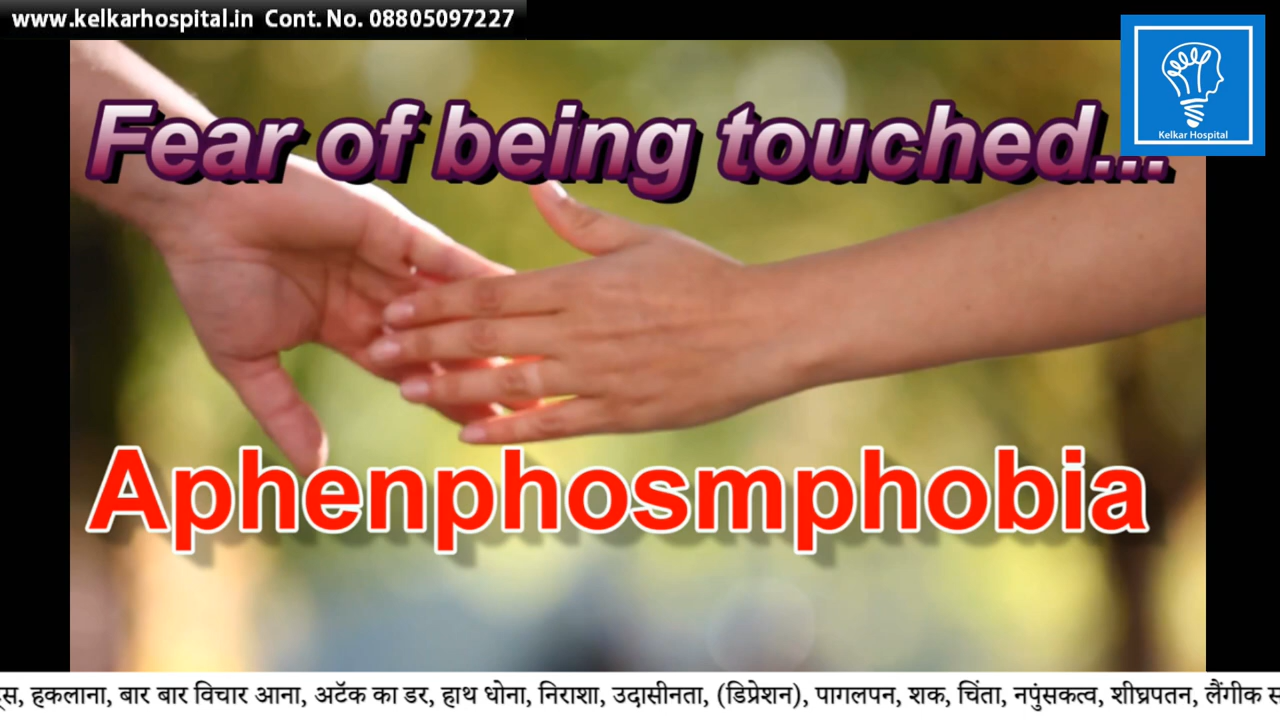 www.kelkarhospital.in Cont. No. 08805097227
Kelkar Hospital
Fear of being touched...
Aphenphosmphobia
हकलाना, बार बार विचार आना, अटॅक का डर, हाथ धोना, निराशा, उदासीनता, (डिप्रेशन), पागलपन, शक, चिंता, नपुंसकत्व, शीघ्रपतन, लैंगीक